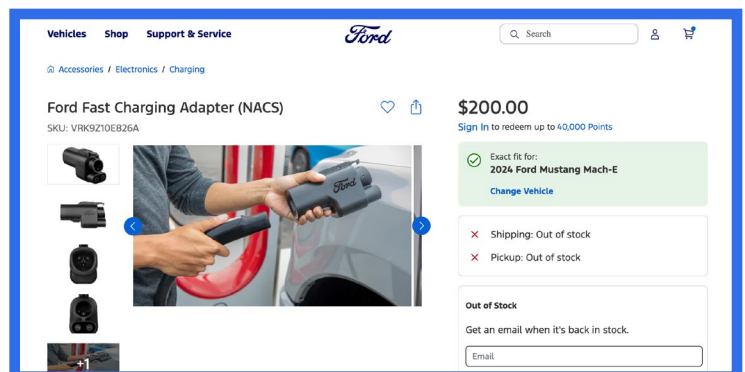 Vehicles Shop Support & Service Ford Search
Accessories / Electronics / Charging
Ford Fast Charging Adapter (NACS)
SKU: VRK9Z10E826A
Ford
+1
$200.00
Sign In to redeem up to 40,000 Points
Exact fit for:
2024 Ford Mustang Mach-E
Change Vehicle
Shipping: Out of stock
Pickup: Out of stock
Out of Stock
Get an email when it's back in stock.
Email